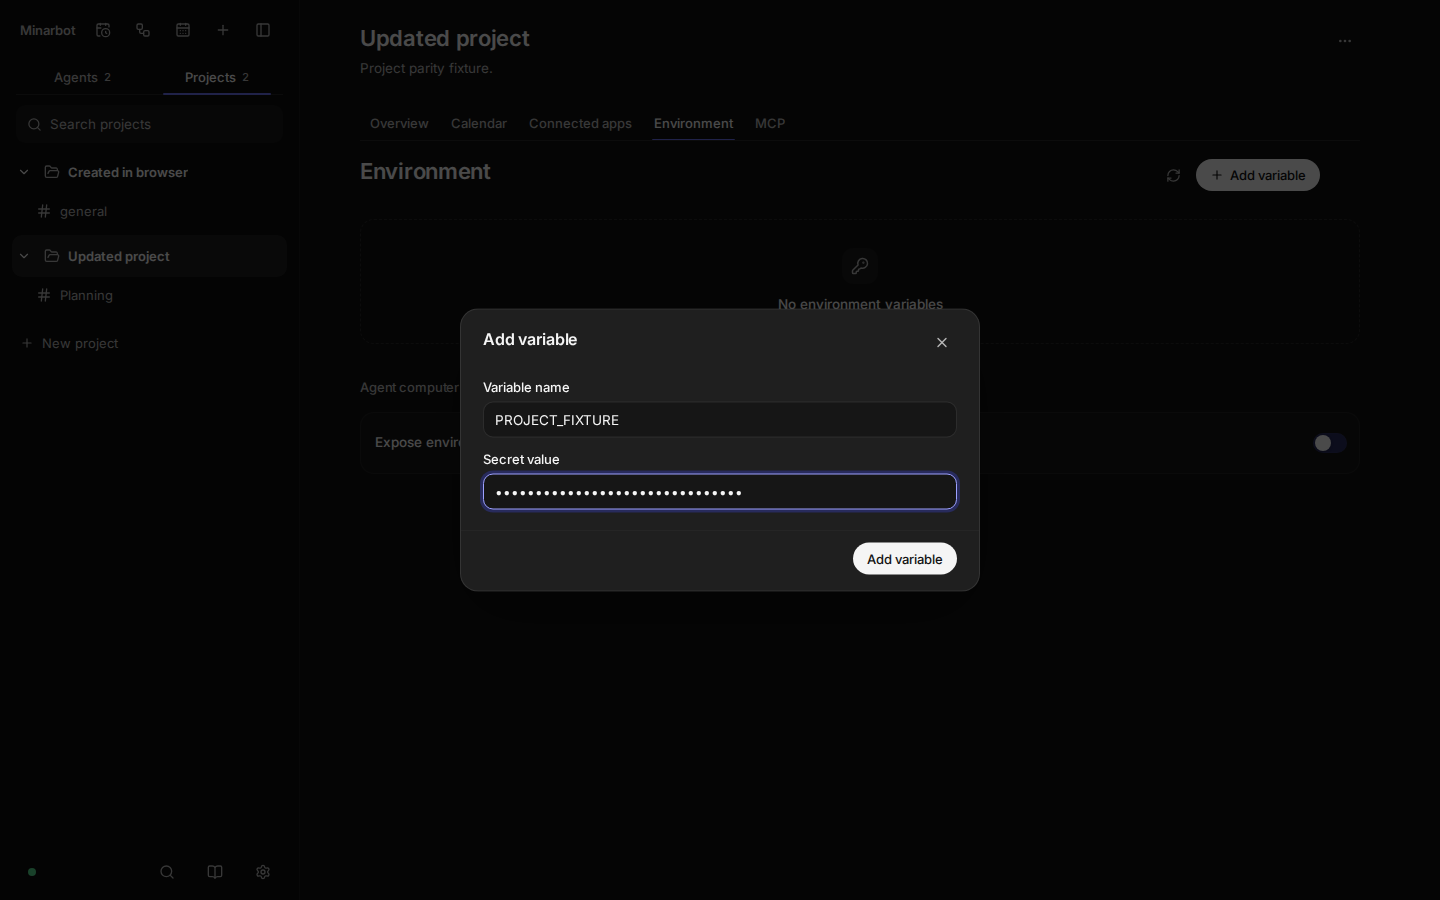 Minarbot
Agents 2
Projects 2
Search projects
Created in browser
general
Updated project
Planning
New project
Updated project
Project parity fixture.
Overview
Calendar
Connected apps
Environment
MCP
Environment
Add variable
No environment variables
Agent computer
Expose envir
Add variable
Variable name
PROJECT_FIXTURE
Secret value
•••••••••••••••••••••••••••••••
Add variable